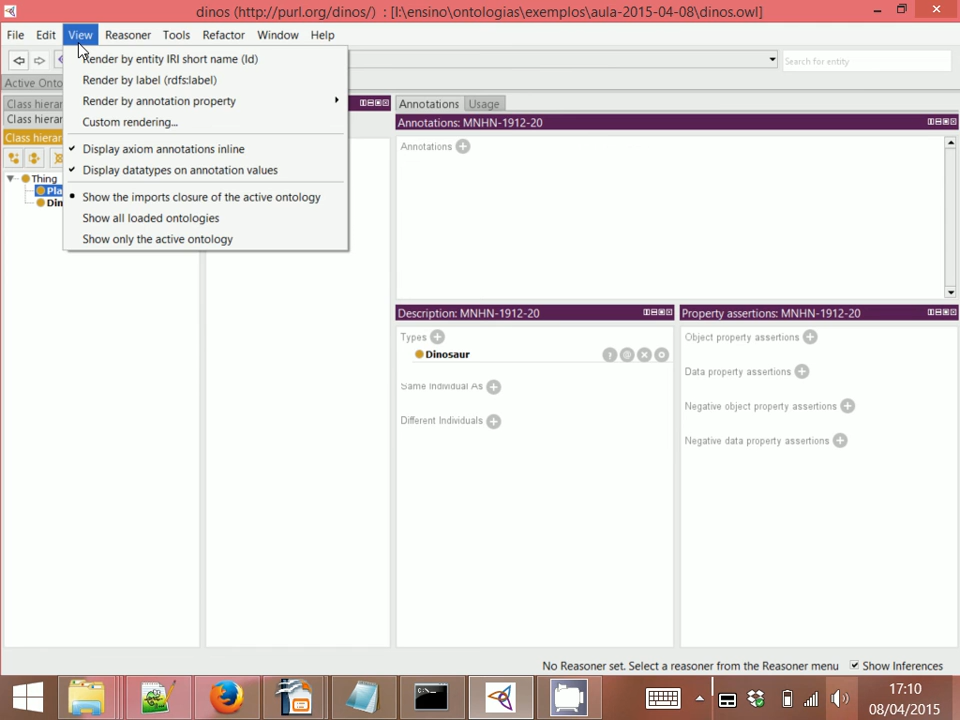 dinos (http://purl.org/dinos/) : [I:\ensino\ontologias\exemplos\aula-2015-04-08\dinos.owl]
File Edit View Reasoner Tools Refactor Window Help
Search for entity
Render by entity IRI short name (Id)
Render by label (rdfs:label)
Render by annotation property
Custom rendering...
Display axiom annotations inline
Display datatypes on annotation values
Show the imports closure of the active ontology
Show all loaded ontologies
Show only the active ontology
Active Onto
Class hierar
Class hierar
Class hierar
Thing
Pla
Din
Annotations Usage
Annotations: MNHN-1912-20
Annotations
Description: MNHN-1912-20
Types
Dinosaur
Same Individual As
Different Individuals
Property assertions: MNHN-1912-20
Object property assertions
Data property assertions
Negative object property assertions
Negative data property assertions
No Reasoner set. Select a reasoner from the Reasoner menu Show Inferences
17:10
08/04/2015